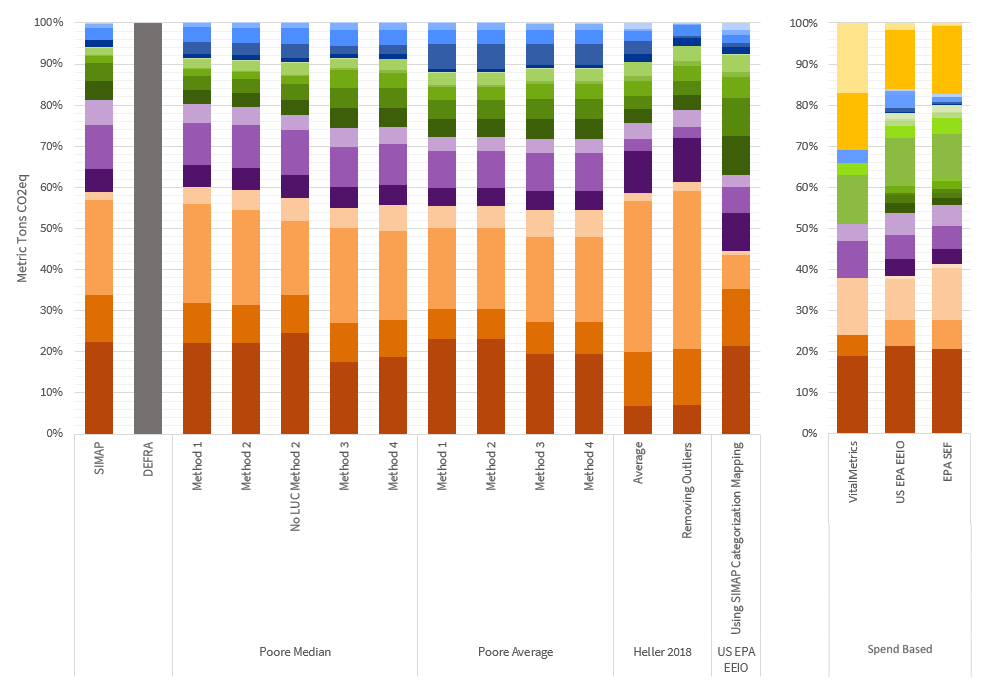 Metric Tons CO2eq
100%
90%
80%
70%
60%
50%
40%
30%
20%
10%
0%
SIMAP
DEFRA
Method 1
Method 2
No LUC Method 2
Method 3
Method 4
Method 1
Method 2
Method 3
Method 4
Average
Removing Outliers
Using SIMAP Categorization Mapping
Poore Median
Poore Average
Heller 2018
US EPA
EEIO
100%
90%
80%
70%
60%
50%
40%
30%
20%
10%
0%
VitalMetrics
US EPA EEIO
EPA SEF
Spend Based